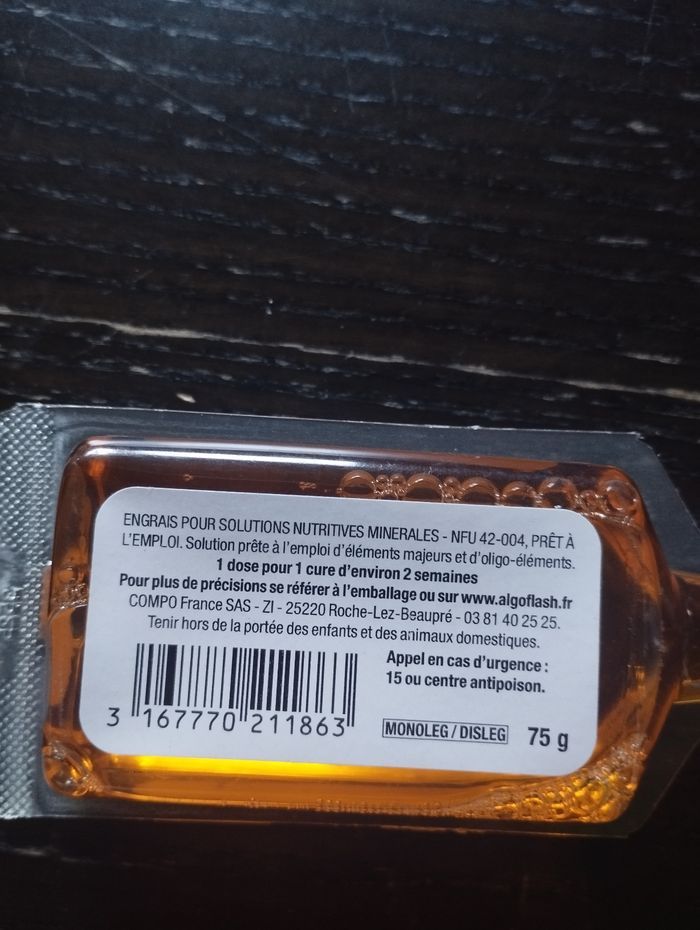 ENGRAIS POUR SOLUTIONS NUTRITIVES MINERALES - NFU 42-004, PRÊT À
L'EMPLOI. Solution prête à l'emploi d'éléments majeurs et d'oligo-éléments.
1 dose pour 1 cure d'environ 2 semaines
Pour plus de précisions se référer à l'emballage ou sur www.algoflash.fr
COMPO France SAS - ZI - 25220 Roche-Lez-Beaupré - 03 81 40 25 25.
Tenir hors de la portée des enfants et des animaux domestiques.
Appel en cas d'urgence :
15 ou centre antipoison.
3 167770 211863
MONOLEG / DISLEG 75 g